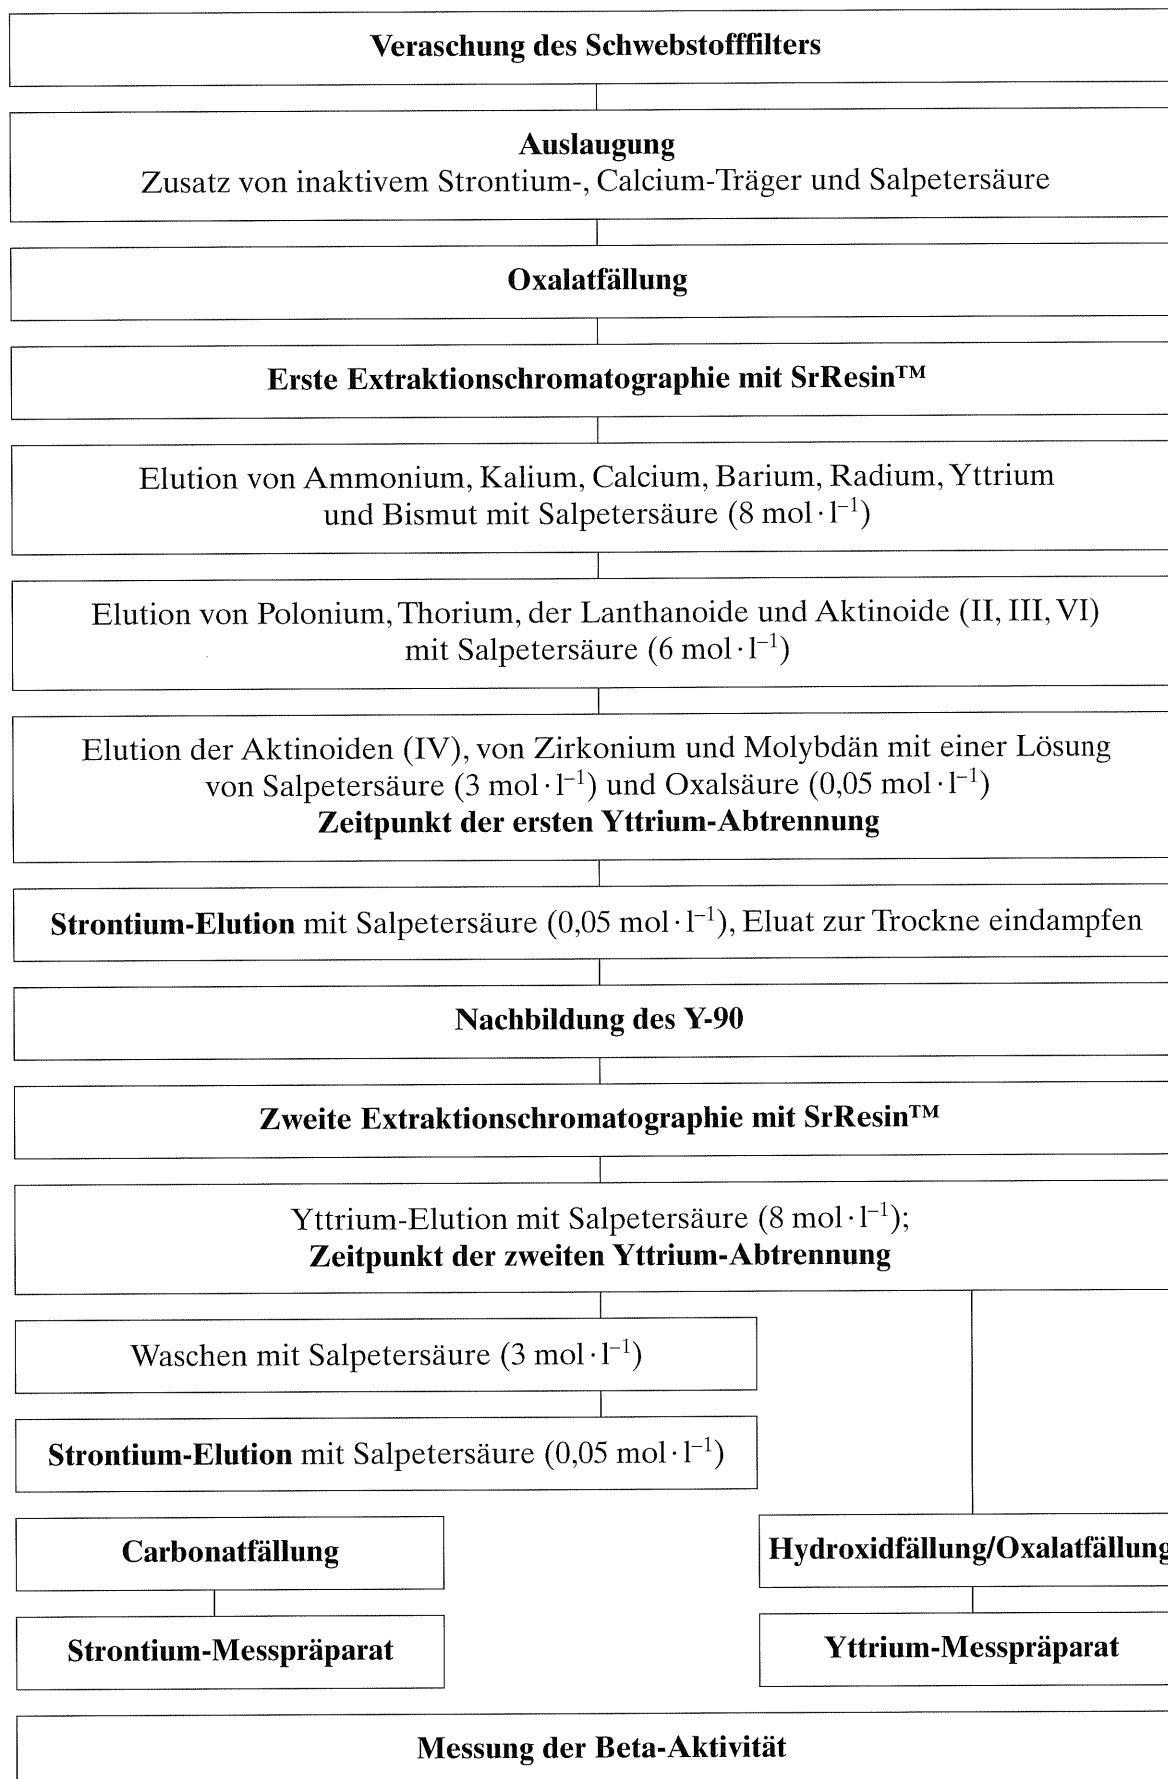 Veraschung des Schwebstofffilters
Auslaugung
Zusatz von inaktivem Strontium-, Calcium-Träger und Salpetersäure
Oxalatfällung
Erste Extraktionschromatographie mit SrResin™
Elution von Ammonium, Kalium, Calcium, Barium, Radium, Yttrium
und Bismut mit Salpetersäure (8 mol·l⁻¹)
Elution von Polonium, Thorium, der Lanthanoide und Aktinoide (II, III, VI)
mit Salpetersäure (6 mol·l⁻¹)
Elution der Aktinoiden (IV), von Zirkonium und Molybdän mit einer Lösung
von Salpetersäure (3 mol·l⁻¹) und Oxalsäure (0,05 mol·l⁻¹)
Zeitpunkt der ersten Yttrium-Abtrennung
Strontium-Elution mit Salpetersäure (0,05 mol·l⁻¹), Eluat zur Trockne eindampfen
Nachbildung des Y-90
Zweite Extraktionschromatographie mit SrResin™
Yttrium-Elution mit Salpetersäure (8 mol·l⁻¹);
Zeitpunkt der zweiten Yttrium-Abtrennung
Waschen mit Salpetersäure (3 mol·l⁻¹)
Strontium-Elution mit Salpetersäure (0,05 mol·l⁻¹)
Carbonatfällung
Hydroxidfällung/Oxalatfällung
Strontium-Messpräparat
Yttrium-Messpräparat
Messung der Beta-Aktivität